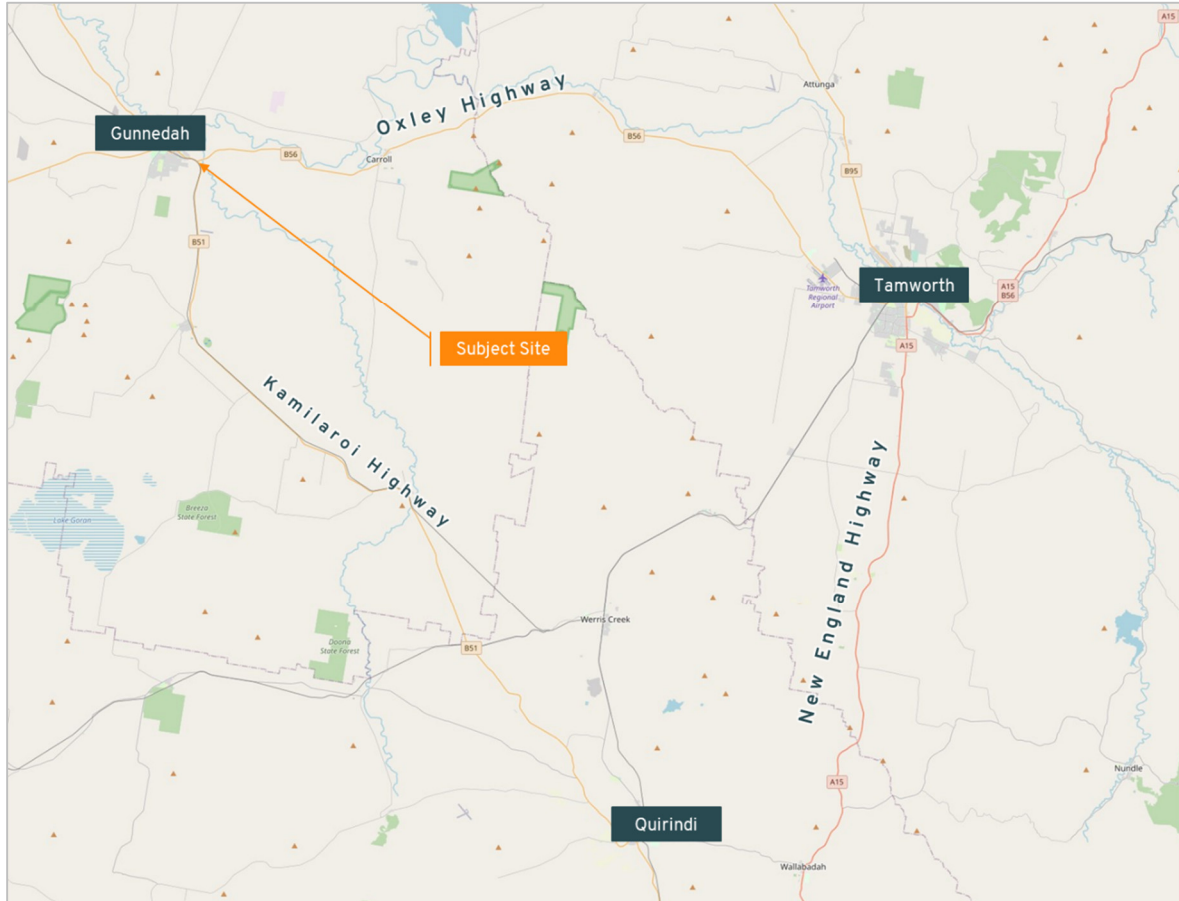 A15
Attunga
Oxley Highway
Gunnedah
B56
B56
Carroll
B95
B51
Tamworth
Regional
Airport
Tamworth
A15
B56
Subject Site
A15
Kamilaroi Highway
New England Highway
Breeza
State Forest
Lake Goran
Werris Creek
Doona
State Forest
B51
Nundle
A15
Quirindi
Wallabadah